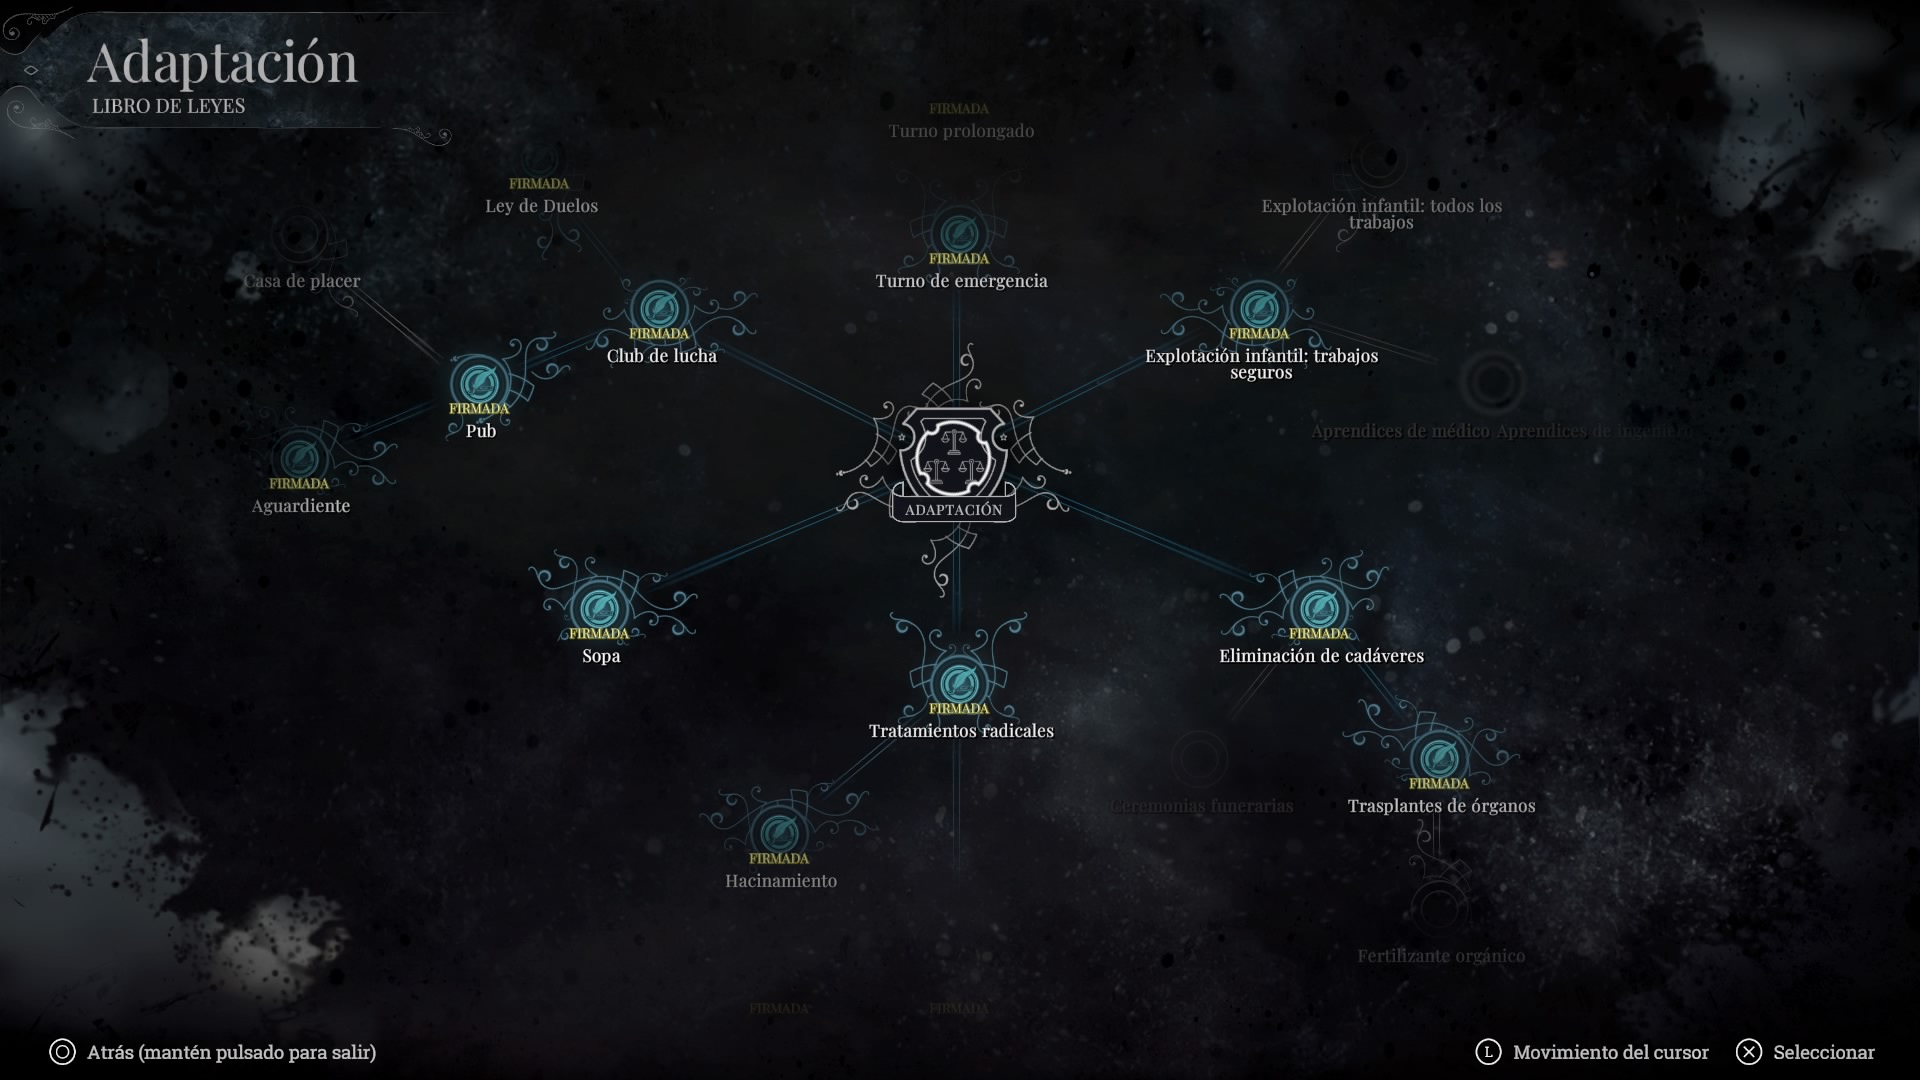 Adaptación
LIBRO DE LEYES
FIRMADA
Turno prolongado
FIRMADA
Ley de Duelos
Explotación infantil: todos los
trabajos
FIRMADA
Turno de emergencia
Casa de placer
FIRMADA
Club de lucha
FIRMADA
Explotación infantil: trabajos
seguros
FIRMADA
Pub
Aprendices de médico
Aprendices de ingeniero
FIRMADA
Aguardiente
ADAPTACIÓN
FIRMADA
Sopa
FIRMADA
Eliminación de cadáveres
FIRMADA
Tratamientos radicales
FIRMADA
Trasplantes de órganos
Ceremonias funerarias
FIRMADA
Hacinamiento
Fertilizante orgánico
FIRMADA
FIRMADA
Atrás (mantén pulsado para salir)
L Movimiento del cursor
Seleccionar